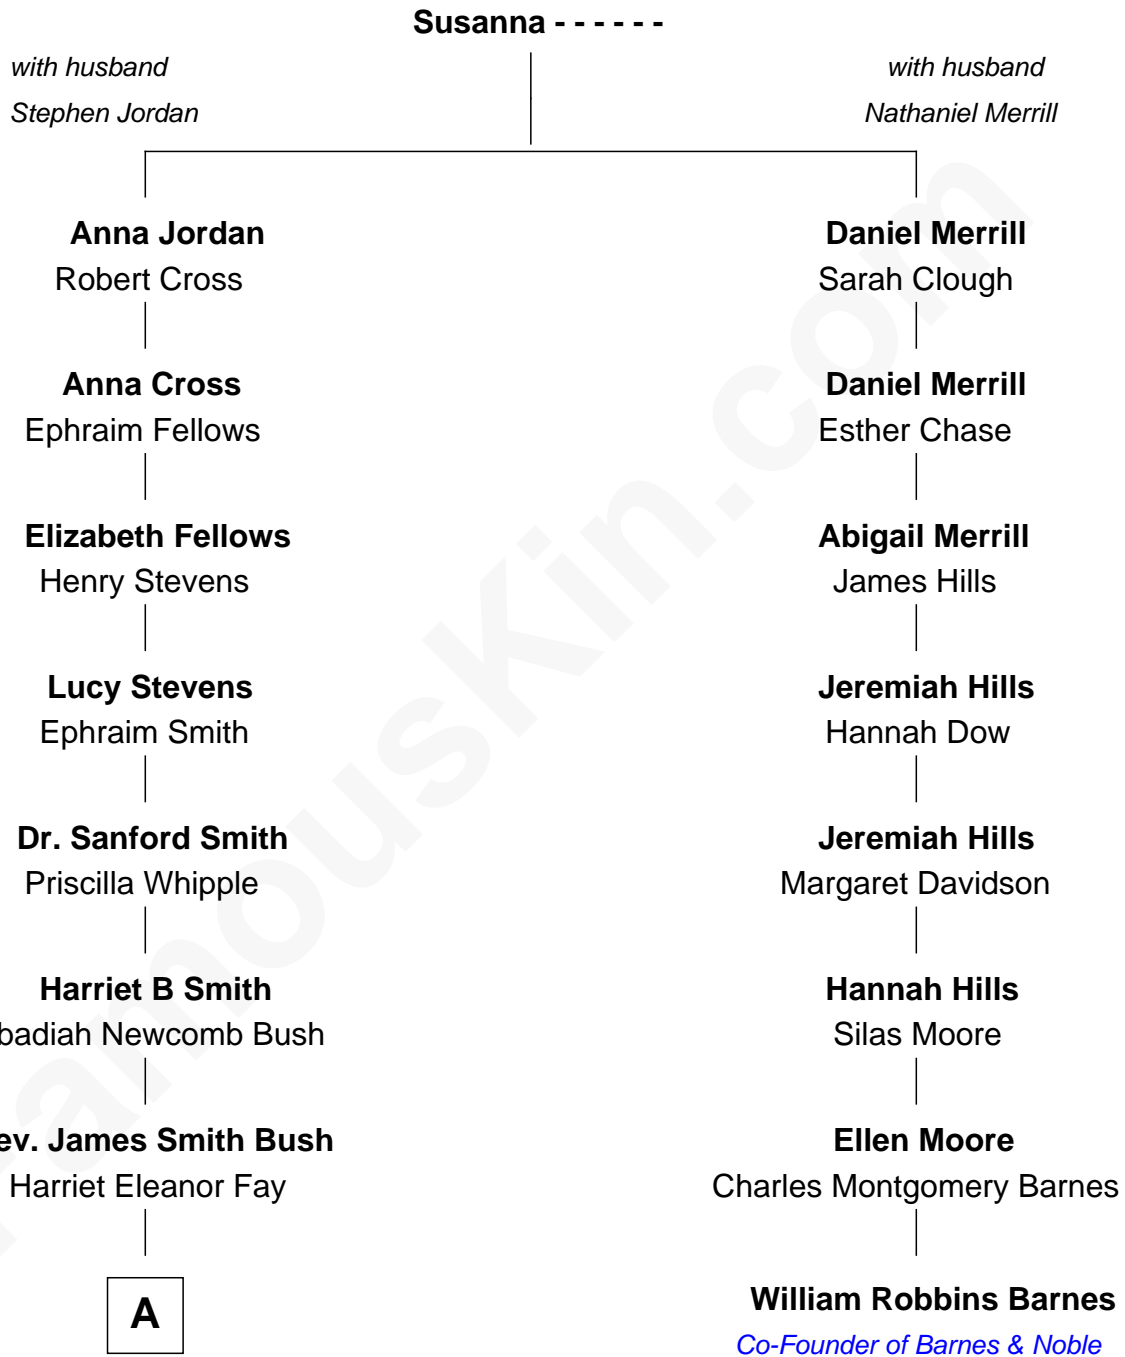 Susanna - - - - - -
with husband
Stephen Jordan
with husband
Nathaniel Merrill
Anna Jordan
Robert Cross
Daniel Merrill
Sarah Clough
Anna Cross
Ephraim Fellows
Daniel Merrill
Esther Chase
Elizabeth Fellows
Henry Stevens
Abigail Merrill
James Hills
Lucy Stevens
Ephraim Smith
Jeremiah Hills
Hannah Dow
Dr. Sanford Smith
Priscilla Whipple
Jeremiah Hills
Margaret Davidson
Harriet B Smith
badiah Newcomb Bush
Hannah Hills
Silas Moore
ev. James Smith Bush
Harriet Eleanor Fay
Ellen Moore
Charles Montgomery Barnes
A
William Robbins Barnes
Co-Founder of Barnes & Noble
FamousKin.com